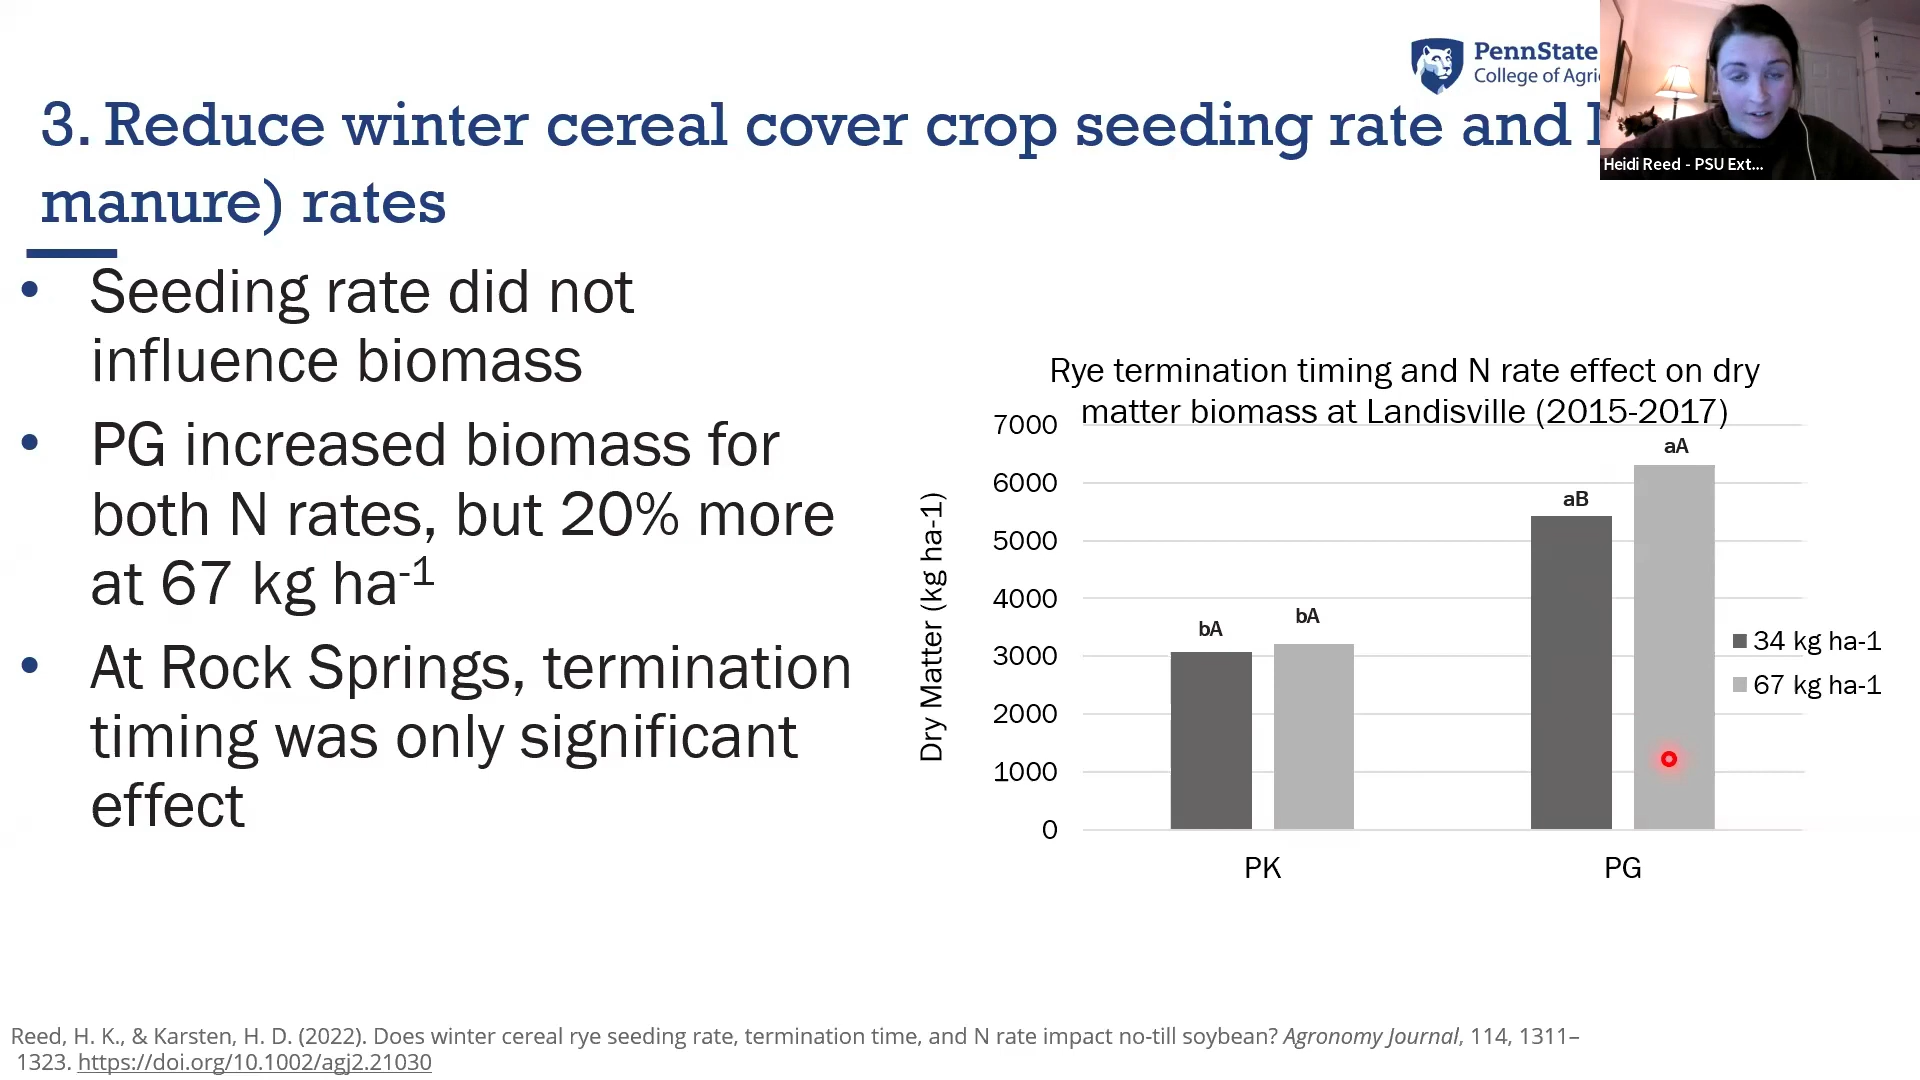 PennState
College of Agri
3. Reduce winter cereal cover crop seeding rate and
manure) rates
Heidi Reed - PSU Ext...
• Seeding rate did not
influence biomass
• PG increased biomass for
both N rates, but 20% more
at 67 kg ha-1
• At Rock Springs, termination
timing was only significant
effect
Rye termination timing and N rate effect on dry
matter biomass at Landisville (2015-2017)
Dry Matter (kg ha-1)
7000
6000
5000
4000
3000
2000
1000
0
bA
bA
aB
aA
PK
PG
34 kg ha-1
67 kg ha-1
Reed, H. K., & Karsten, H. D. (2022). Does winter cereal rye seeding rate, termination time, and N rate impact no-till soybean? Agronomy Journal, 114, 1311–
1323. https://doi.org/10.1002/agj2.21030